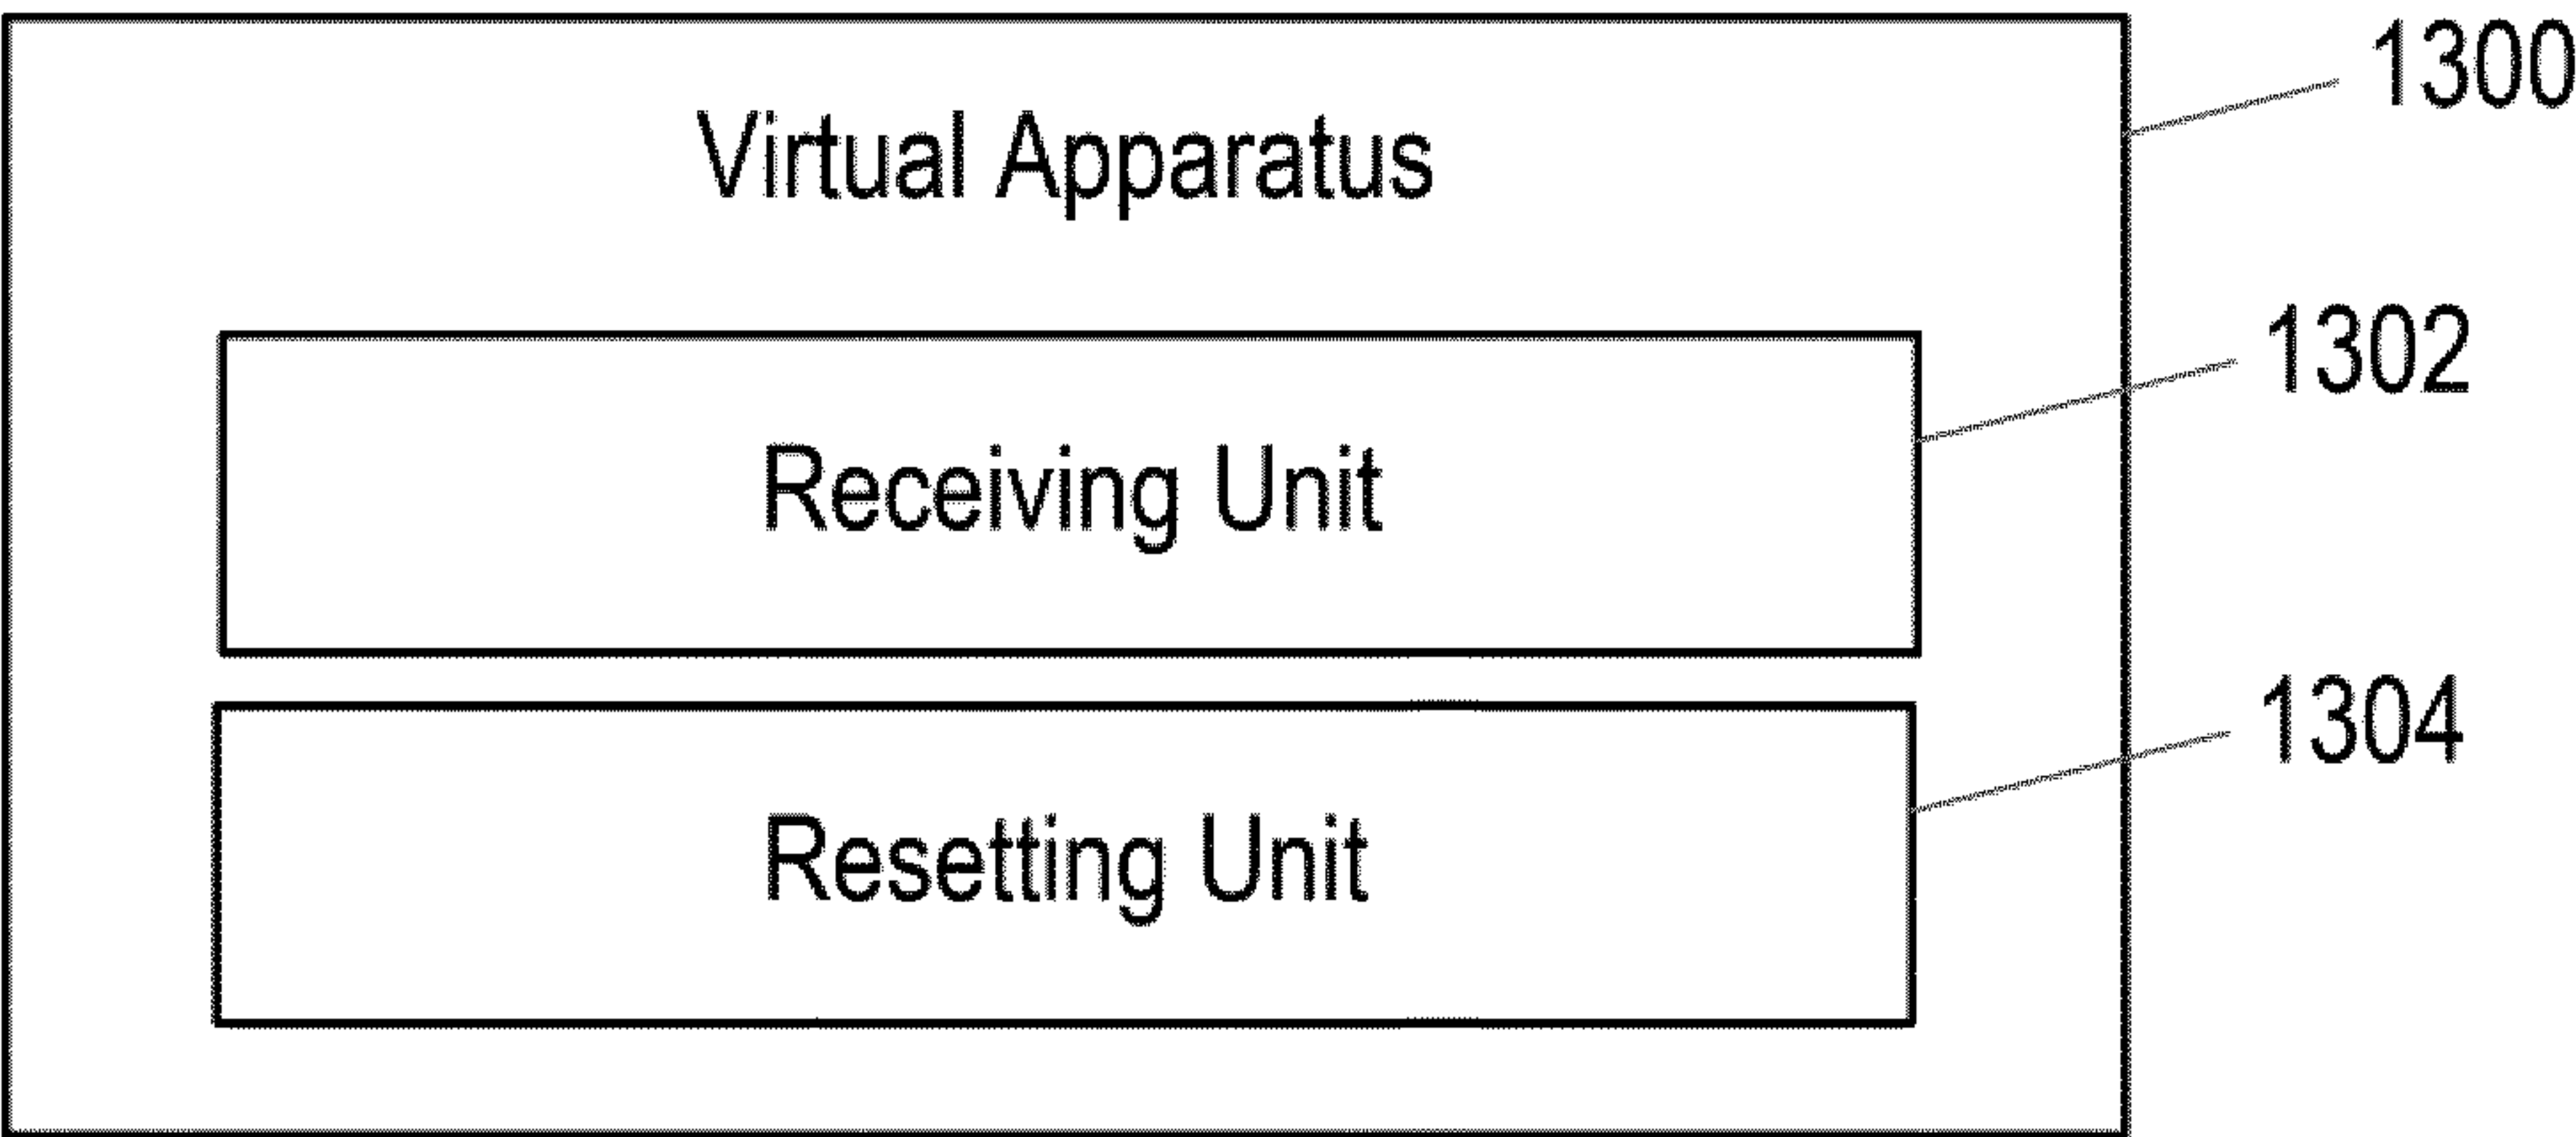 1300
Virtual Apparatus
1302
Receiving Unit
1304
Resetting Unit